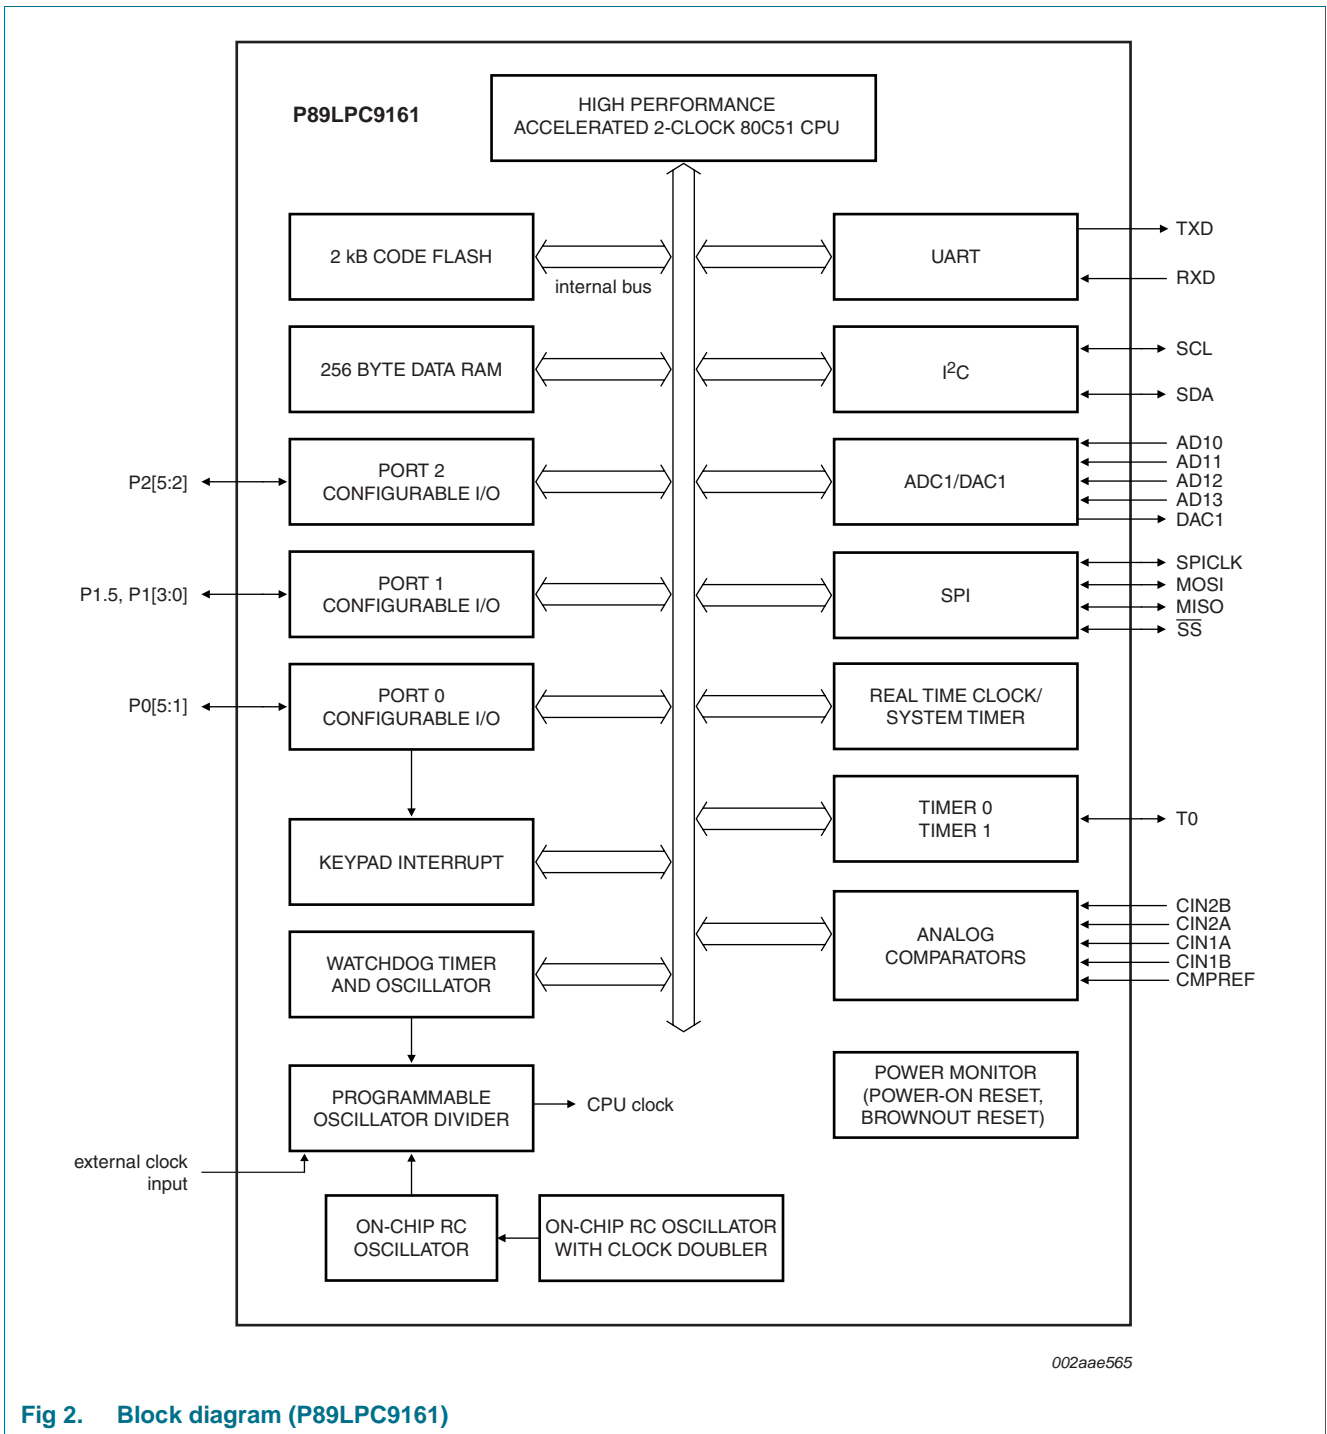 P89LPC9161
HIGH PERFORMANCE
ACCELERATED 2-CLOCK 80C51 CPU
2 kB CODE FLASH
internal bus
UART
TXD
RXD
256 BYTE DATA RAM
I²C
SCL
SDA
P2[5:2]
PORT 2
CONFIGURABLE I/O
ADC1/DAC1
AD10
AD11
AD12
AD13
DAC1
P1.5, P1[3:0]
PORT 1
CONFIGURABLE I/O
SPI
SPICLK
MOSI
MISO
S̅S̅
P0[5:1]
PORT 0
CONFIGURABLE I/O
REAL TIME CLOCK/
SYSTEM TIMER
KEYPAD INTERRUPT
TIMER 0
TIMER 1
T0
WATCHDOG TIMER
AND OSCILLATOR
ANALOG
COMPARATORS
CIN2B
CIN2A
CIN1A
CIN1B
CMPREF
PROGRAMMABLE
OSCILLATOR DIVIDER
CPU clock
POWER MONITOR
(POWER-ON RESET,
BROWNOUT RESET)
external clock
input
ON-CHIP RC
OSCILLATOR
ON-CHIP RC OSCILLATOR
WITH CLOCK DOUBLER
002aae565
Fig 2. Block diagram (P89LPC9161)